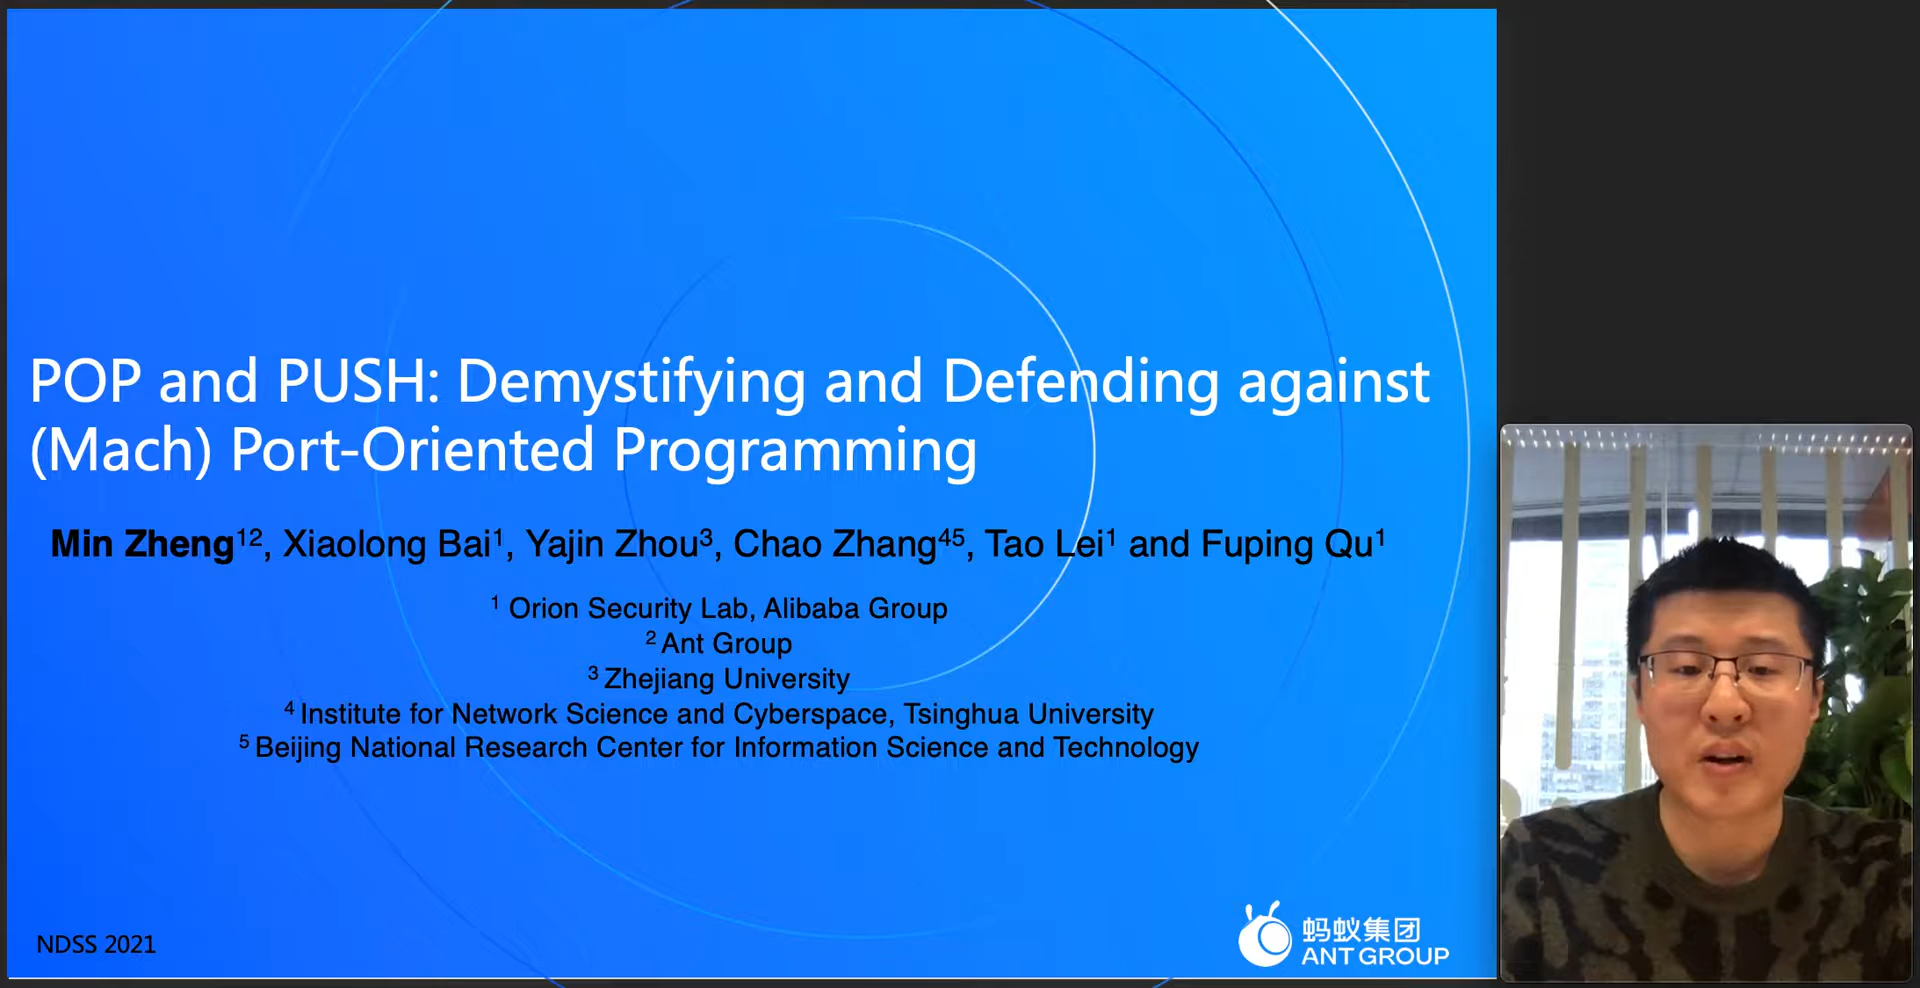 POP and PUSH: Demystifying and Defending against
(Mach) Port-Oriented Programming
Min Zheng¹², Xiaolong Bai¹, Yajin Zhou³, Chao Zhang⁴⁵, Tao Lei¹ and Fuping Qu¹
¹ Orion Security Lab, Alibaba Group
² Ant Group
³ Zhejiang University
⁴ Institute for Network Science and Cyberspace, Tsinghua University
⁵ Beijing National Research Center for Information Science and Technology
NDSS 2021
蚂蚁集团
ANT GROUP